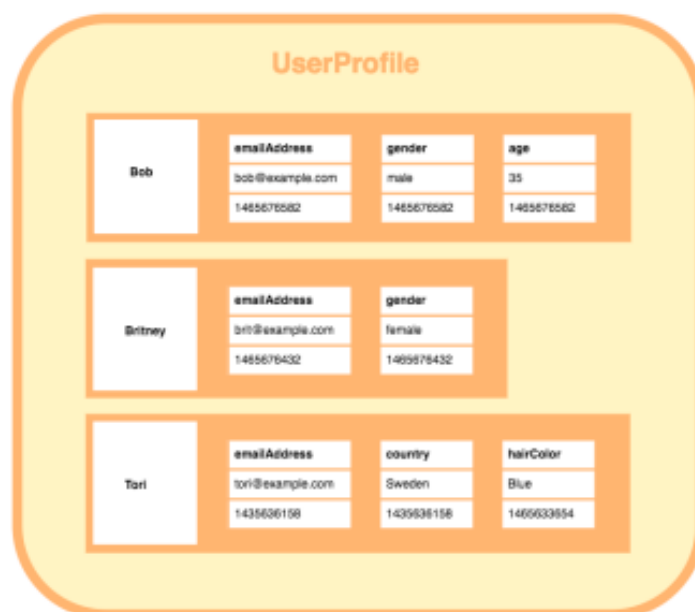 UserProfile
emailAddress gender age
Bob
bob@example.com male 35
1465676582 1465676582 1465676582
emailAddress gender
Britney brit@example.com female
1465676432 1465676432
emailAddress country hairColor
Tori tori@example.com Sweden Blue
1435636158 1435636158 1465633654